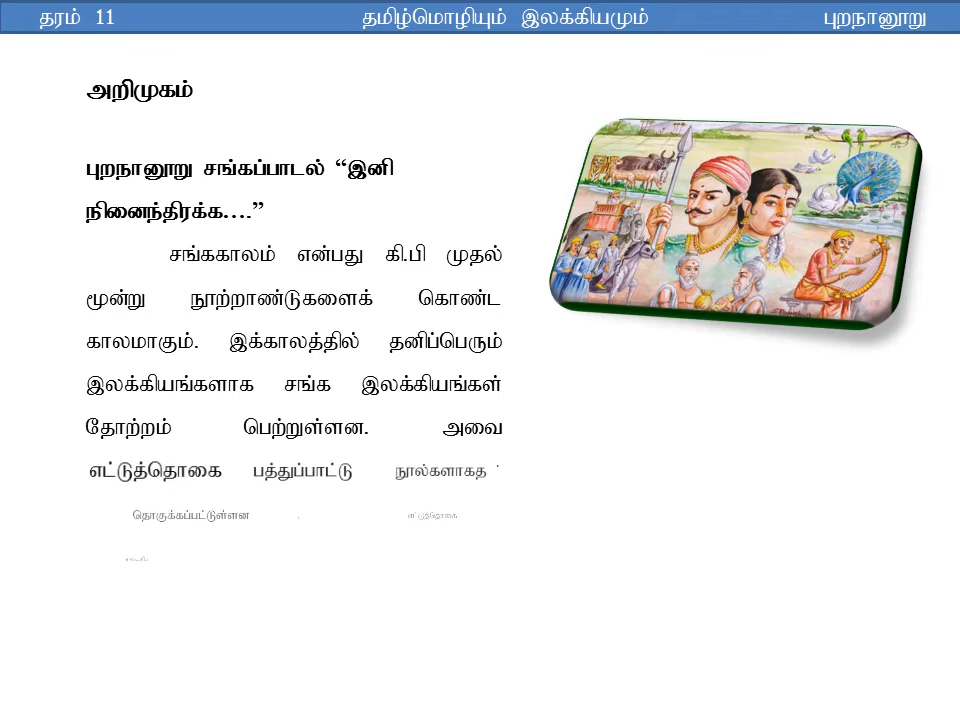 தரம் 11 தமிழ்மொழியும் இலக்கியமும் புறநானூறு
அறிமுகம்
புறநானூறு சங்கப்பாடல் “இனி
நினைந்திரக்க....”
சங்ககாலம் என்பது கி.பி முதல்
மூன்று நூற்றாண்டுகளைக் கொண்ட
காலமாகும். இக்காலத்தில் தனிப்பெரும்
இலக்கியங்களாக சங்க இலக்கியங்கள்
தோற்றம் பெற்றுள்ளன. அவை
எட்டுத்தொகை பத்துப்பாட்டு நூல்களாகத
தொகுக்கப்பட்டுள்ளன . எட்டுத்தொகை